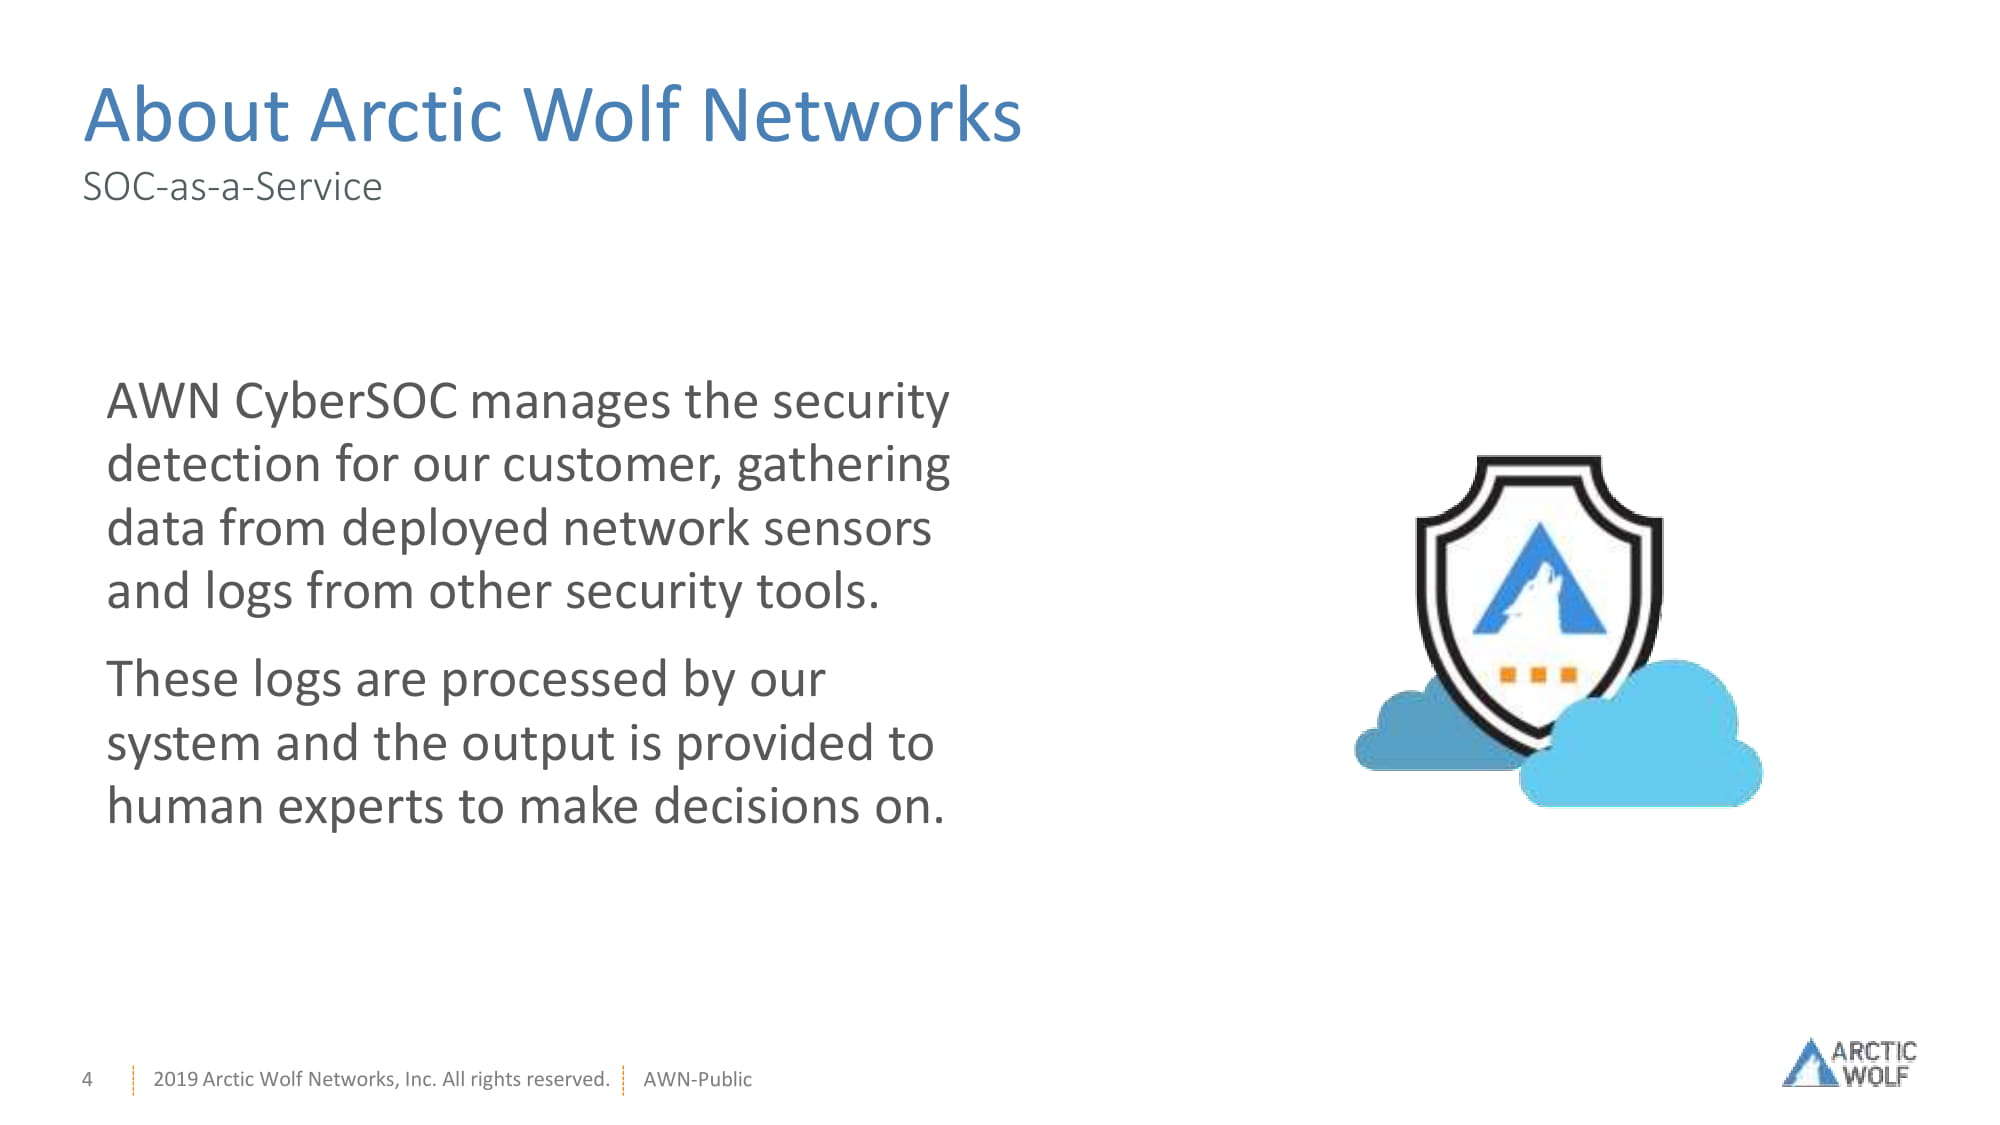 About Arctic Wolf Networks
SOC-as-a-Service
AWN CyberSOC manages the security
detection for our customer, gathering
data from deployed network sensors
and logs from other security tools.
These logs are processed by our
system and the output is provided to
human experts to make decisions on.
4
2019 Arctic Wolf Networks, Inc. All rights reserved.
AWN-Public
ARCTIC
WOLF